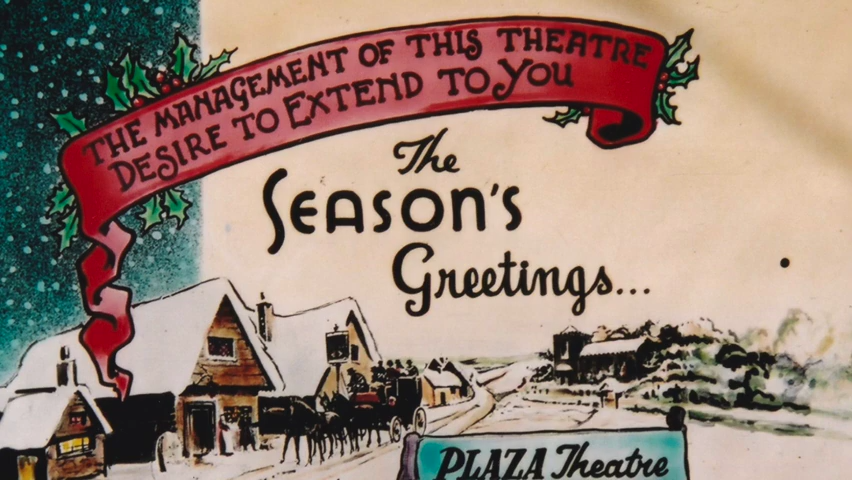 THE MANAGEMENT OF THIS THEATRE
DESIRE TO EXTEND TO YOU
The
SEASON'S
Greetings...
PLAZA Theatre